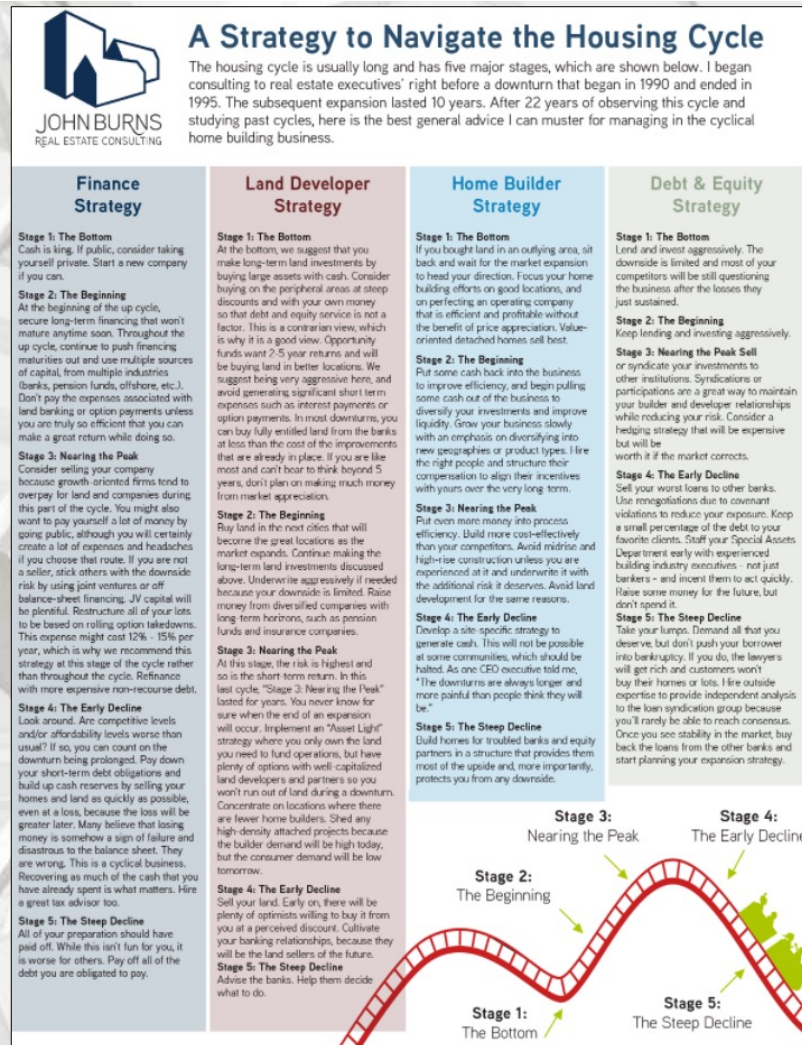 JOHN BURNS
REAL ESTATE CONSULTING
A Strategy to Navigate the Housing Cycle
The housing cycle is usually long and has five major stages, which are shown below. I began
consulting to real estate executives' right before a downturn that began in 1990 and ended in
1995. The subsequent expansion lasted 10 years. After 22 years of observing this cycle and
studying past cycles, here is the best general advice I can muster for managing in the cyclical
home building business.
Finance
Strategy
Stage 1: The Bottom
Cash is king. If public, consider taking
yourself private. Start a new company
if you can.
Stage 2: The Beginning
At the beginning of the up cycle,
secure long-term financing that won't
mature anytime soon. Throughout the
up cycle, continue to push financing
maturities out and use multiple sources
of capital, from multiple industries
(banks, pension funds, offshore, etc.).
Don't pay the expenses associated with
land banking or option payments unless
you are truly so efficient that you can
make a great return while doing so.
Stage 3: Nearing the Peak
Consider selling your company
because growth-oriented firms tend to
overpay for land and companies during
this part of the cycle. You might also
want to pay yourself a lot of money by
going public, although you will certainly
create a lot of expenses and headaches
if you choose that route. If you are not
a seller, stick others with the downside
risk by using joint ventures or off
balance-sheet financing. JV capital will
be plentiful. Restructure all of your lots
to be based on rolling option takedowns.
This expense might cost 12% - 15% per
year, which is why we recommend this
strategy at this stage of the cycle rather
than throughout the cycle. Refinance
with more expensive non-recourse debt.
Stage 4: The Early Decline
Look around. Are competitive levels
and/or affordability levels worse than
usual? If so, you can count on the
downturn being prolonged. Pay down
your short-term debt obligations and
build up cash reserves by selling your
homes and land as quickly as possible,
even at a loss, because the loss will be
greater later. Many believe that losing
money is somehow a sign of failure and
disastrous to the balance sheet. They
are wrong. This is a cyclical business.
Recovering as much of the cash that you
have already spent is what matters. Hire
a great tax advisor too.
Stage 5: The Steep Decline
All of your preparation should have
paid off. While this isn't fun for you, it
is worse for others. Pay off all of the
debt you are obligated to pay.
Land Developer
Strategy
Stage 1: The Bottom
At the bottom, we suggest that you
make long-term land investments by
buying large assets with cash. Consider
buying on the peripheral areas at steep
discounts and with your own money
so that debt and equity service is not a
factor. This is a contrarian view, which
is why it is a good view. Opportunity
funds want 2-5 year returns and will
be buying land in better locations. We
suggest being very aggressive here, and
avoid generating significant short term
expenses such as interest payments or
option payments. In most downturns, you
can buy fully entitled land from the banks
at less than the cost of the improvements
that are already in place. If you are like
most and can't bear to think beyond 5
years, don't plan on making much money
from market appreciation.
Stage 2: The Beginning
Buy land in the next cities that will
become the great locations as the
market expands. Continue making the
long-term land investments discussed
above. Underwrite aggressively if needed
because your downside is limited. Raise
money from diversified companies with
long-term horizons, such as pension
funds and insurance companies.
Stage 3: Nearing the Peak
At this stage, the risk is highest and
so is the short-term return. In this
last cycle, "Stage 3: Nearing the Peak"
lasted for years. You never know for
sure when the end of an expansion
will occur. Implement an "Asset Light"
strategy where you only own the land
you need to fund operations, but have
plenty of options with well-capitalized
land developers and partners so you
won't run out of land during a downturn.
Concentrate on locations where there
are fewer home builders. Shed any
high-density attached projects because
the builder demand will be high today,
but the consumer demand will be low
tomorrow.
Stage 4: The Early Decline
Sell your land. Early on, there will be
plenty of optimists willing to buy it from
you at a perceived discount. Cultivate
your banking relationships, because they
will be the land sellers of the future.
Stage 5: The Steep Decline
Advise the banks. Help them decide
what to do.
Home Builder
Strategy
Stage 1: The Bottom
If you bought land in an outlying area, sit
back and wait for the market expansion
to head your direction. Focus your home
building efforts on good locations, and
on perfecting an operating company
that is efficient and profitable without
the benefit of price appreciation. Value-
oriented detached homes sell best.
Stage 2: The Beginning
Put some cash back into the business
to improve efficiency, and begin pulling
some cash out of the business to
diversify your investments and improve
liquidity. Grow your business slowly
with an emphasis on diversifying into
new geographies or product types. Hire
the right people and structure their
compensation to align their incentives
with yours over the very long-term.
Stage 3: Nearing the Peak
Put even more money into process
efficiency. Build more cost-effectively
than your competitors. Avoid midrise and
high-rise construction unless you are
experienced at it and underwrite it with
the additional risk it deserves. Avoid land
development for the same reasons.
Stage 4: The Early Decline
Develop a site-specific strategy to
generate cash. This will not be possible
at some communities, which should be
halted. As one CEO executive told me,
"The downturns are always longer and
more painful than people think they will
be."
Stage 5: The Steep Decline
Build homes for troubled banks and equity
partners in a structure that provides them
most of the upside and, more importantly,
protects you from any downside.
Debt & Equity
Strategy
Stage 1: The Bottom
Lend and invest aggressively. The
downside is limited and most of your
competitors will be still questioning
the business after the losses they
just sustained.
Stage 2: The Beginning
Keep lending and investing aggressively.
Stage 3: Nearing the Peak Sell
or syndicate your investments to
other institutions. Syndications or
participations are a great way to maintain
your builder and developer relationships
while reducing your risk. Consider a
hedging strategy that will be expensive
but will be
worth it if the market corrects.
Stage 4: The Early Decline
Sell your worst loans to other banks.
Use renegotiations due to covenant
violations to reduce your exposure. Keep
a small percentage of the debt to your
favorite clients. Staff your Special Assets
Department early with experienced
building industry executives - not just
bankers - and incent them to act quickly.
Raise some money for the future, but
don't spend it.
Stage 5: The Steep Decline
Take your lumps. Demand all that you
deserve, but don't push your borrower
into bankruptcy. If you do, the lawyers
will get rich and customers won't
buy their homes or lots. Hire outside
expertise to provide independent analysis
to the loan syndication group because
you'll rarely be able to reach consensus.
Once you see stability in the market, buy
back the loans from the other banks and
start planning your expansion strategy.
Stage 3:
Nearing the Peak
Stage 4:
The Early Decline
Stage 2:
The Beginning
Stage 1:
The Bottom
Stage 5:
The Steep Decline